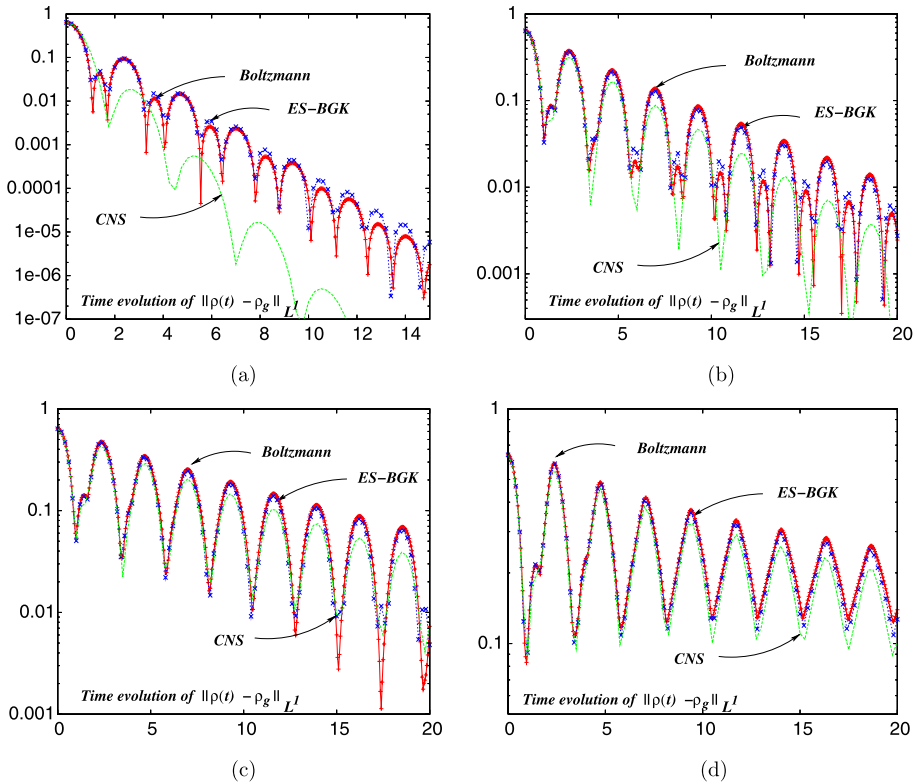 1
0.1
0.01
0.001
0.0001
1e-05
1e-06
1e-07
0 2 4 6 8 10 12 14
Boltzmann
ES-BGK
CNS
Time evolution of ||ρ(t) − ρg||L1
(a)
1
0.1
0.01
0.001
0 5 10 15 20
Boltzmann
ES-BGK
CNS
Time evolution of ||ρ(t) − ρg||L1
(b)
1
0.1
0.01
0.001
0 5 10 15 20
Boltzmann
ES-BGK
CNS
Time evolution of ||ρ(t) − ρg||L1
(c)
1
0.1
0 5 10 15 20
Boltzmann
ES-BGK
CNS
Time evolution of ||ρ(t) −ρg||L1
(d)